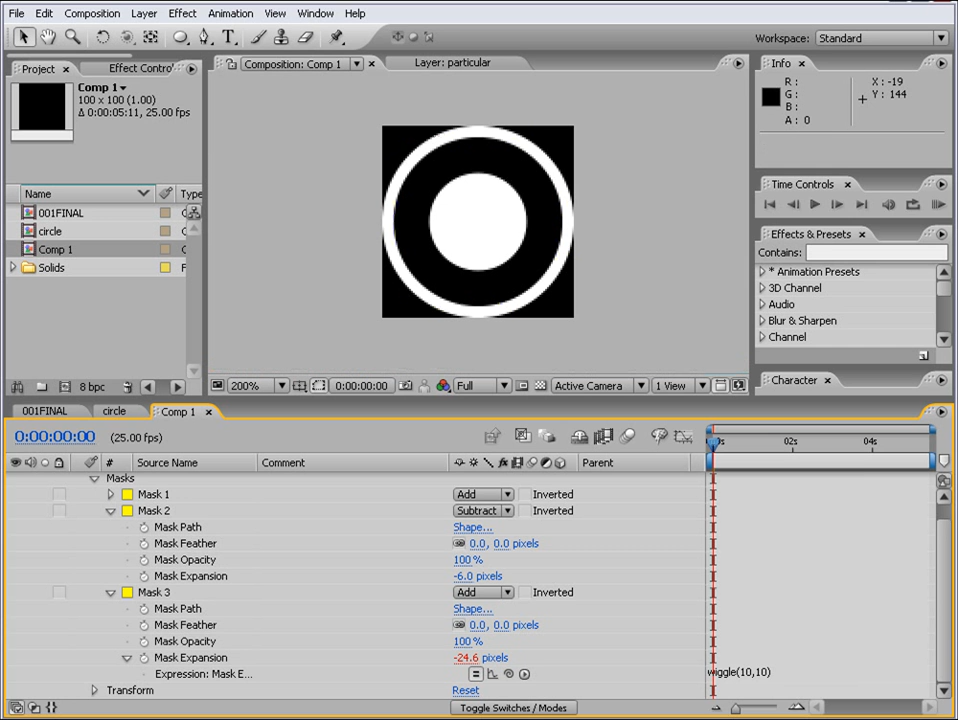 File Edit Composition Layer Effect Animation View Window Help
Workspace: Standard
Project × Effect Contro
Comp 1
100 x 100 (1.00)
Δ 0:00:05:11, 25.00 fps
Name Type
001FINAL
circle
Comp 1
Solids F
8 bpc
Composition: Comp 1 × Layer: particular
200% 0:00:00:00 Full Active Camera 1 View
Info ×
R :
G :
B :
A : 0
X : -19
Y : 144
Time Controls ×
Effects & Presets ×
Contains:
* Animation Presets
3D Channel
Audio
Blur & Sharpen
Channel
Character ×
001FINAL circle Comp 1 ×
0:00:00:00 (25.00 fps)
02s 04s
# Source Name Comment Parent
Masks
Mask 1 Add Inverted
Mask 2 Subtract Inverted
Mask Path Shape...
Mask Feather 0.0, 0.0 pixels
Mask Opacity 100 %
Mask Expansion -6.0 pixels
Mask 3 Add Inverted
Mask Path Shape...
Mask Feather 0.0, 0.0 pixels
Mask Opacity 100 %
Mask Expansion -24.6 pixels
Expression: Mask E... wiggle(10,10)
Transform Reset
Toggle Switches / Modes